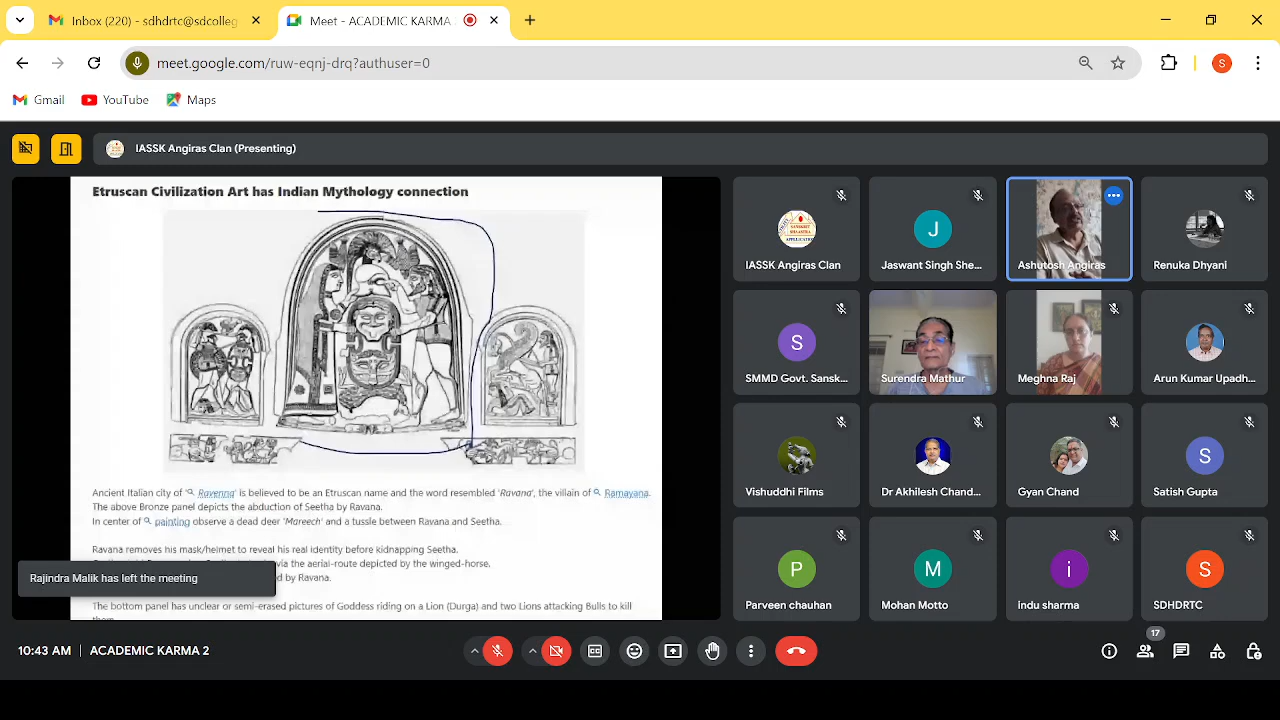 Inbox (220) - sdhdrtc@sdcolleg
Meet - ACADEMIC KARMA
meet.google.com/ruw-eqnj-drq?authuser=0
S
Gmail
YouTube
Maps
IASSK Angiras Clan (Presenting)
Etruscan Civilization Art has Indian Mythology connection
Ancient Italian city of 'Ravenna' is believed to be an Etruscan name and the word resembled 'Ravana', the villain of Ramayana.
The above Bronze panel depicts the abduction of Seetha by Ravana.
In center of painting observe a dead deer 'Mareech' and a tussle between Ravana and Seetha.
Ravana removes his mask/helmet to reveal his real identity before kidnapping Seetha.
via the aerial-route depicted by the winged-horse.
d by Ravana.
The bottom panel has unclear or semi-erased pictures of Goddess riding on a Lion (Durga) and two Lions attacking Bulls to kill
them.
Rajindra Malik has left the meeting
IASSK Angiras Clan
J
Jaswant Singh She...
Ashutosh Angiras
Renuka Dhyani
S
SMMD Govt. Sansk...
Surendra Mathur
Meghna Raj
Arun Kumar Upadh...
Vishuddhi Films
Dr Akhilesh Chand...
Gyan Chand
S
Satish Gupta
P
Parveen chauhan
M
Mohan Motto
i
indu sharma
S
SDHDRTC
10:43 AM
ACADEMIC KARMA 2
17